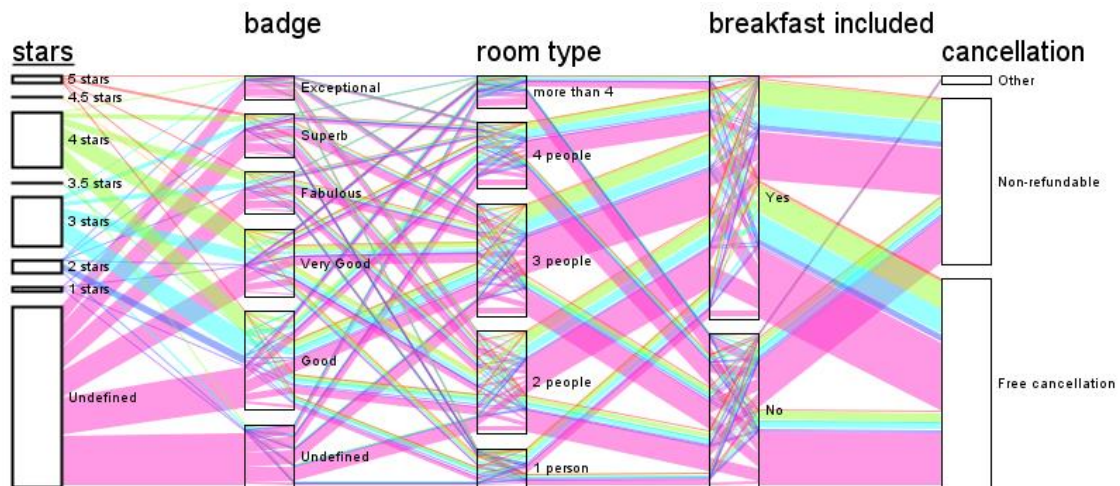 stars
badge
room type
breakfast included
cancellation
5 stars
4.5 stars
4 stars
3.5 stars
3 stars
2 stars
1 stars
Undefined
Exceptional
Superb
Fabulous
Very Good
Good
Undefined
more than 4
4 people
3 people
2 people
1 person
Yes
No
Other
Non-refundable
Free cancellation